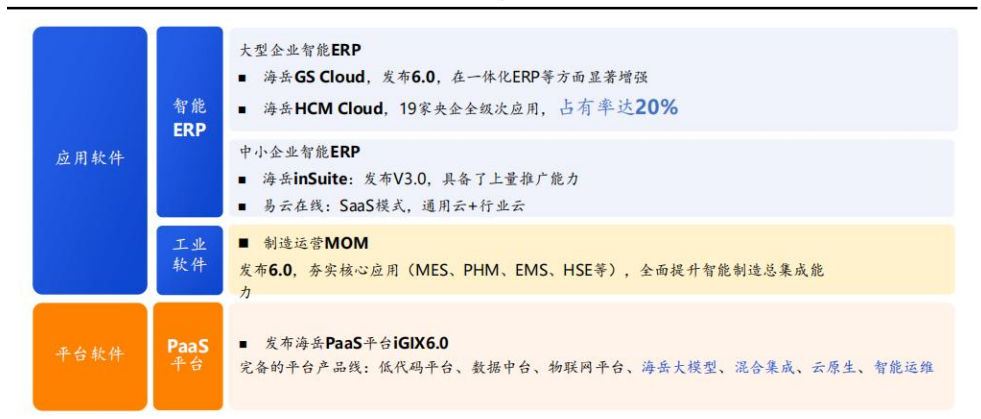 应用软件
智能
ERP
大型企业智能ERP
■ 海岳GS Cloud，发布6.0，在一体化ERP等方面显著增强
■ 海岳HCM Cloud，19家央企全级次应用，占有率达20%
中小企业智能ERP
■ 海岳inSuite：发布V3.0，具备了上量推广能力
■ 易云在线：SaaS模式，通用云+行业云
工业
软件
■ 制造运营MOM
发布6.0，夯实核心应用（MES、PHM、EMS、HSE等），全面提升智能制造总集成能
力
平台软件
PaaS
平台
■ 发布海岳PaaS平台iGIX6.0
完备的平台产品线：低代码平台、数据中台、物联网平台、海岳大模型、混合集成、云原生、智能运维